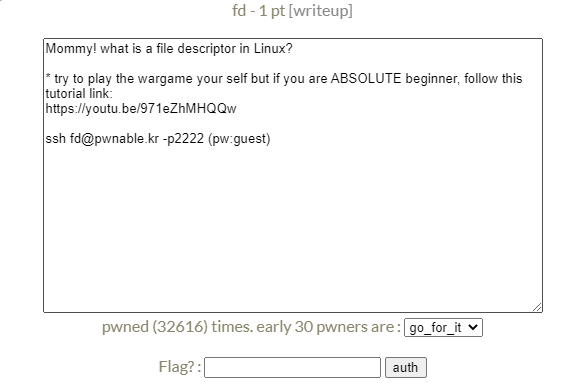 fd - 1 pt [writeup]
Mommy! what is a file descriptor in Linux?
* try to play the wargame your self but if you are ABSOLUTE beginner, follow this
tutorial link:
https://youtu.be/971eZhMHQQw
ssh fd@pwnable.kr -p2222 (pw:guest)
pwned (32616) times. early 30 pwners are : go_for_it
Flag? : auth